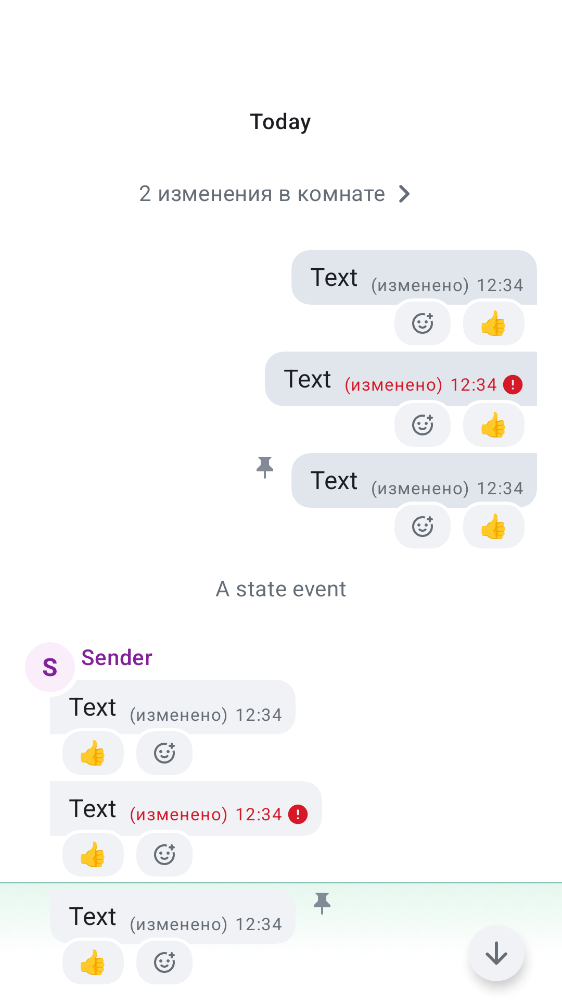 Today
2 изменения в комнате
Text (изменено) 12:34
Text (изменено) 12:34
Text (изменено) 12:34
A state event
S Sender
Text (изменено) 12:34
Text (изменено) 12:34
Text (изменено) 12:34